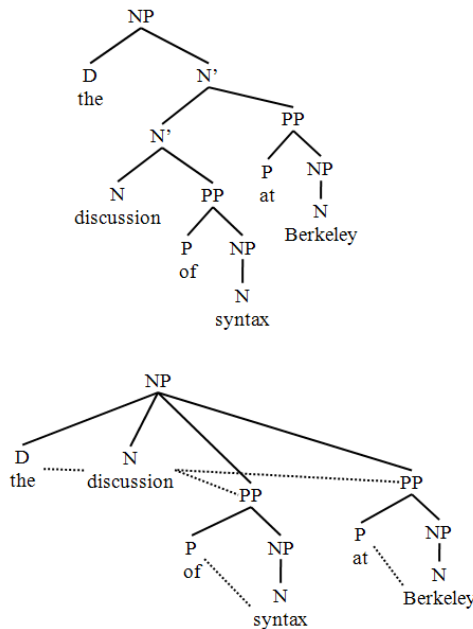 NP
D N’
the
N’ PP
N PP P NP
discussion at
P NP N
of Berkeley
N
syntax
NP
D N PP PP
the discussion
P NP P NP
of at
N N
syntax Berkeley